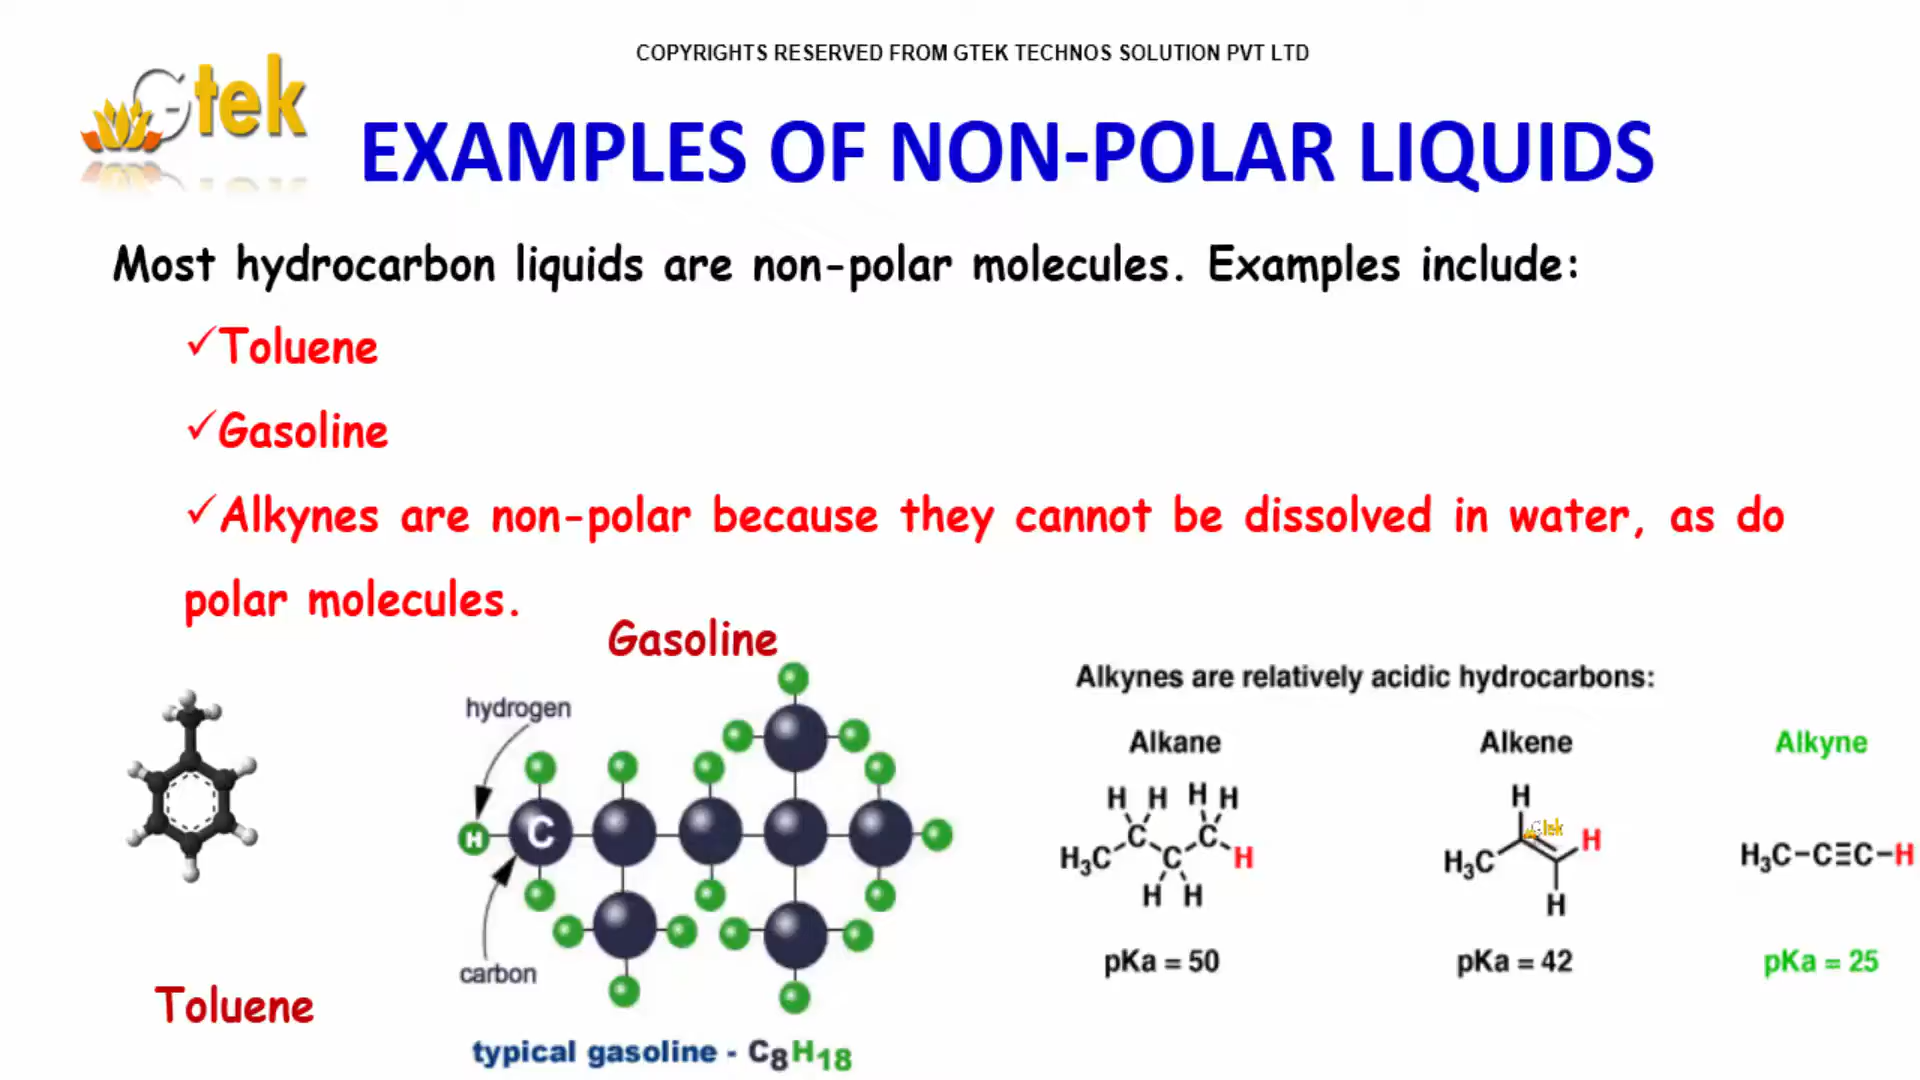 COPYRIGHTS RESERVED FROM GTEK TECHNOS SOLUTION PVT LTD
Gtek
EXAMPLES OF NON-POLAR LIQUIDS
Most hydrocarbon liquids are non-polar molecules. Examples include:
✓Toluene
✓Gasoline
✓Alkynes are non-polar because they cannot be dissolved in water, as do
polar molecules.
Gasoline
hydrogen
H
C
carbon
typical gasoline - C8H18
Toluene
Alkynes are relatively acidic hydrocarbons:
Alkane Alkene Alkyne
H H H H
H3C C C C H
H H
pKa = 50
H
Gtek
H3C H
H
pKa = 42
H3C-C≡C-H
pKa = 25